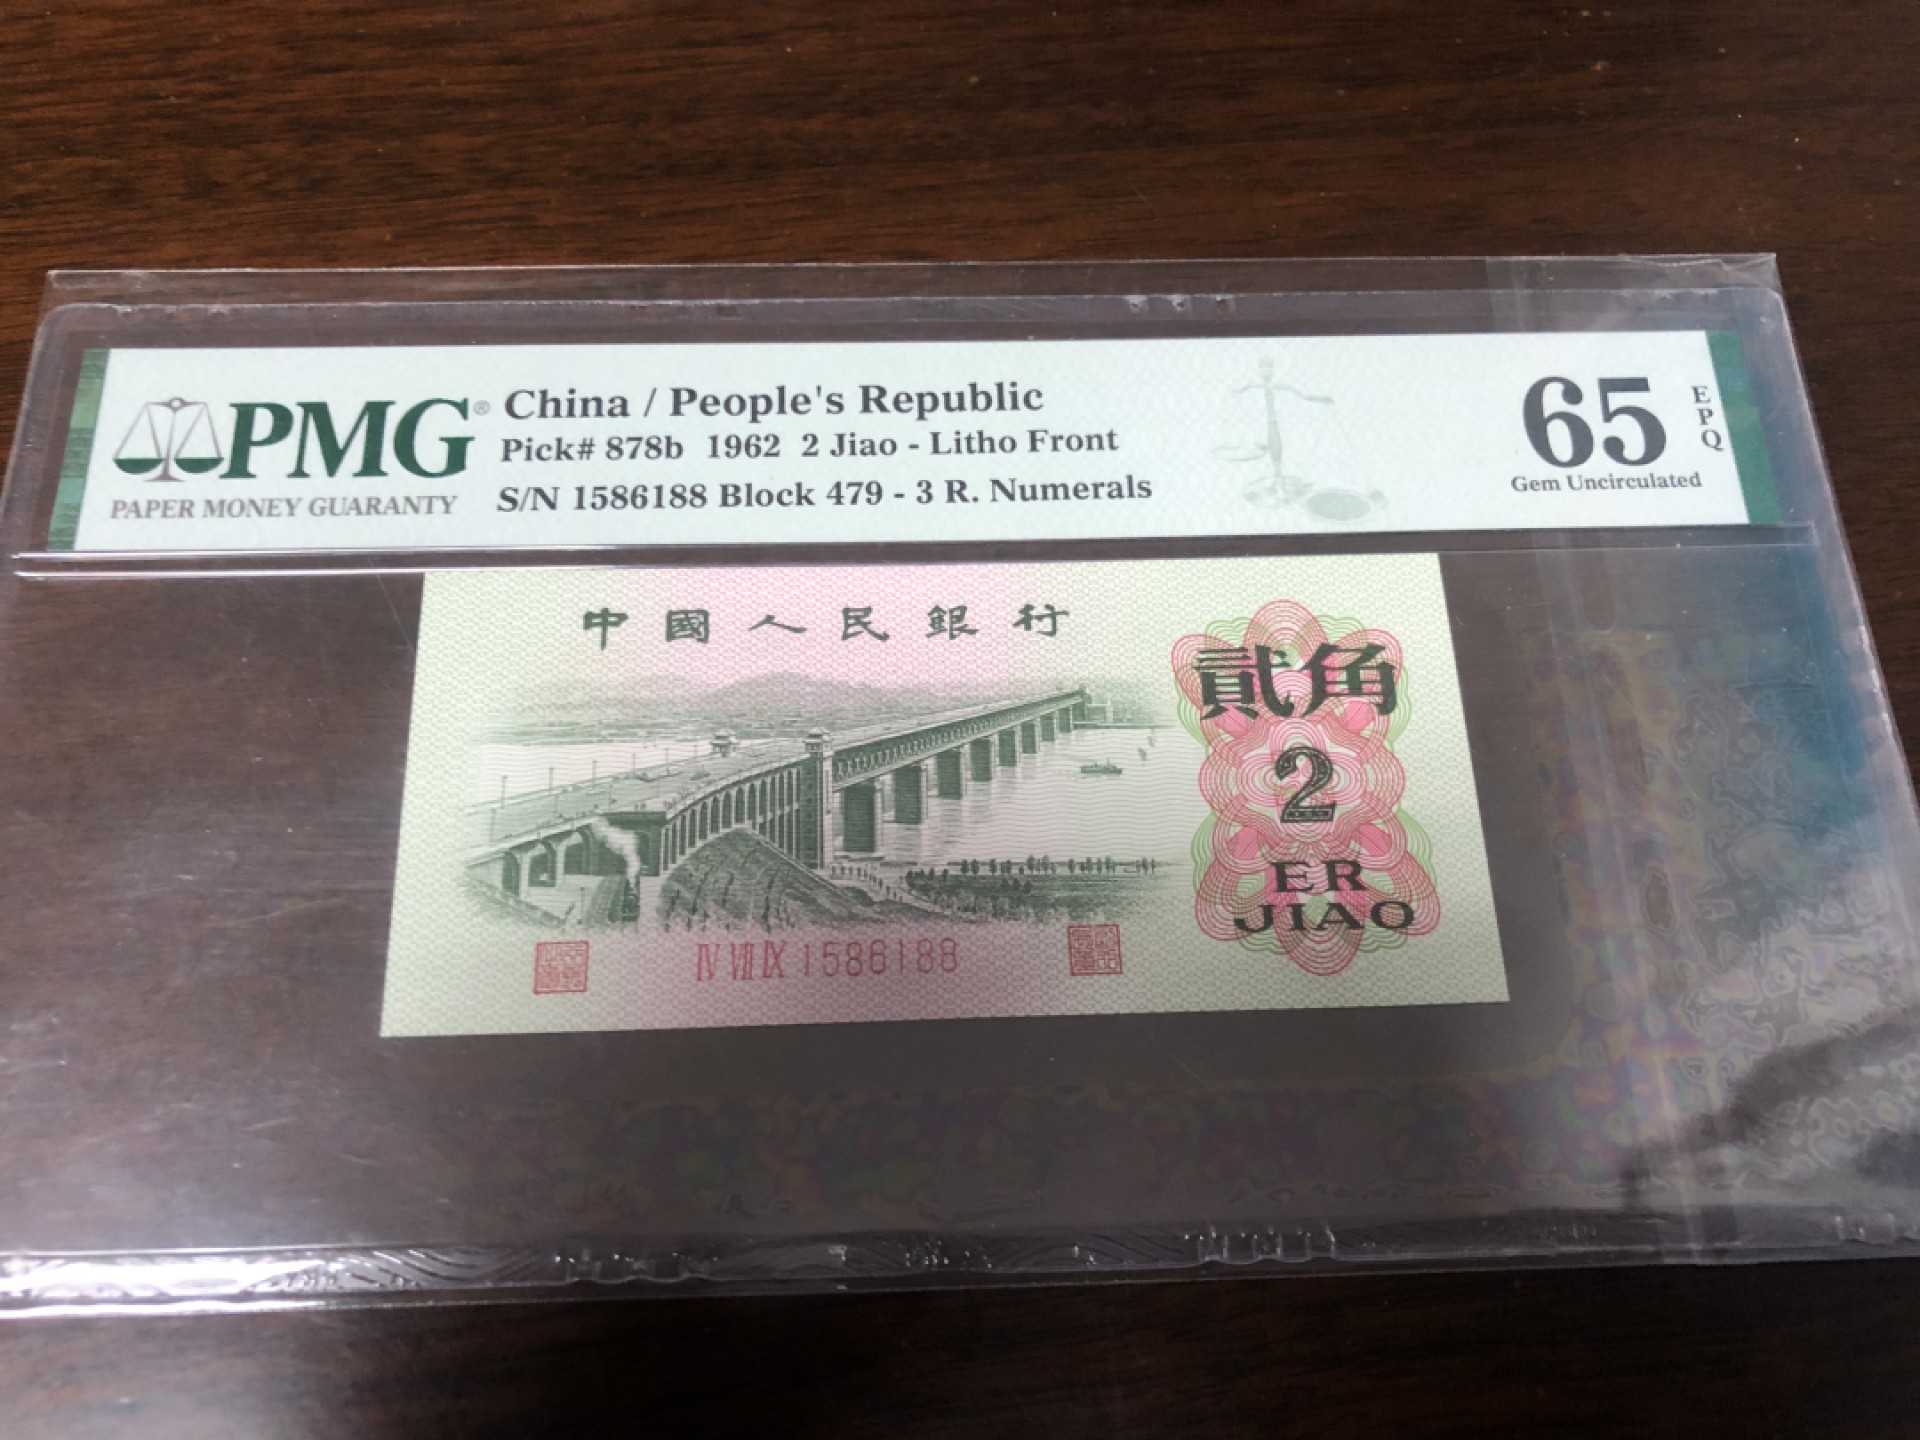 PMG®
PAPER MONEY GUARANTY
China / People's Republic
Pick# 878b 1962 2 Jiao - Litho Front
S/N 1586188 Block 479 - 3 R. Numerals
65
EPQ
Gem Uncirculated
中國人民銀行
貳角
2
ER
JIAO
IV VII IX 1586188